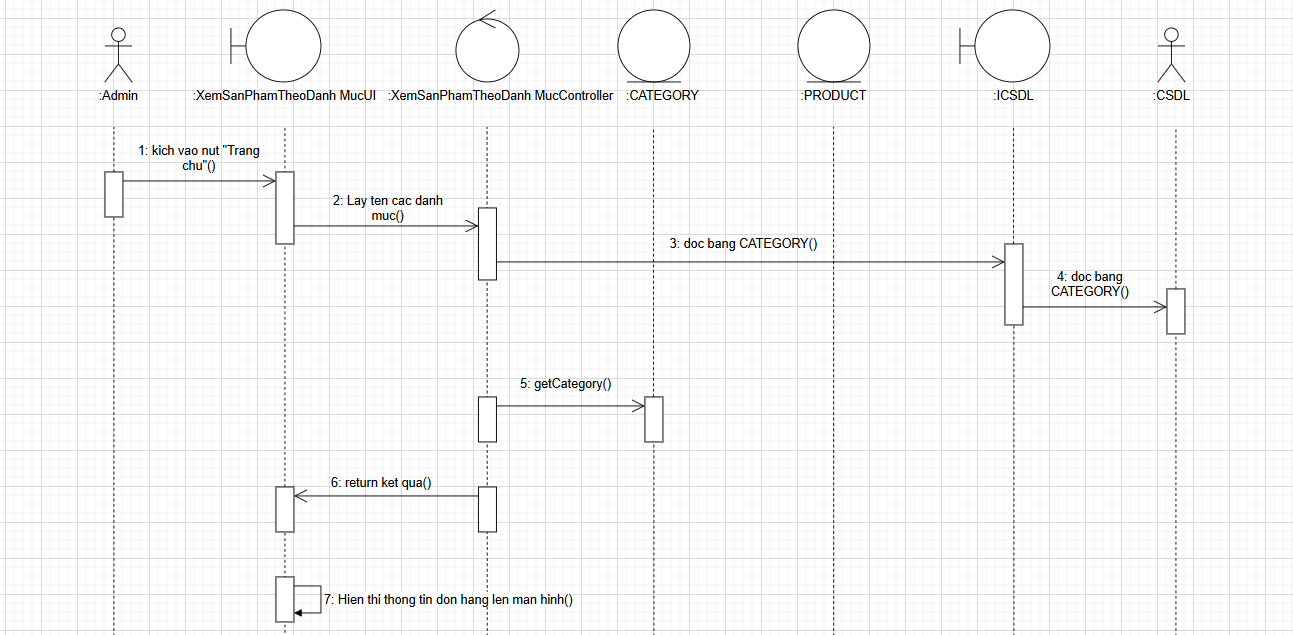 :Admin
:XemSanPhamTheoDanh MucUI
:XemSanPhamTheoDanh MucController
:CATEGORY
:PRODUCT
:ICSDL
:CSDL
1: kich vao nut "Trang
chu"()
2: Lay ten cac danh
muc()
3: doc bang CATEGORY()
4: doc bang
CATEGORY()
5: getCategory()
6: return ket qua()
7: Hien thi thong tin don hang len man hinh()